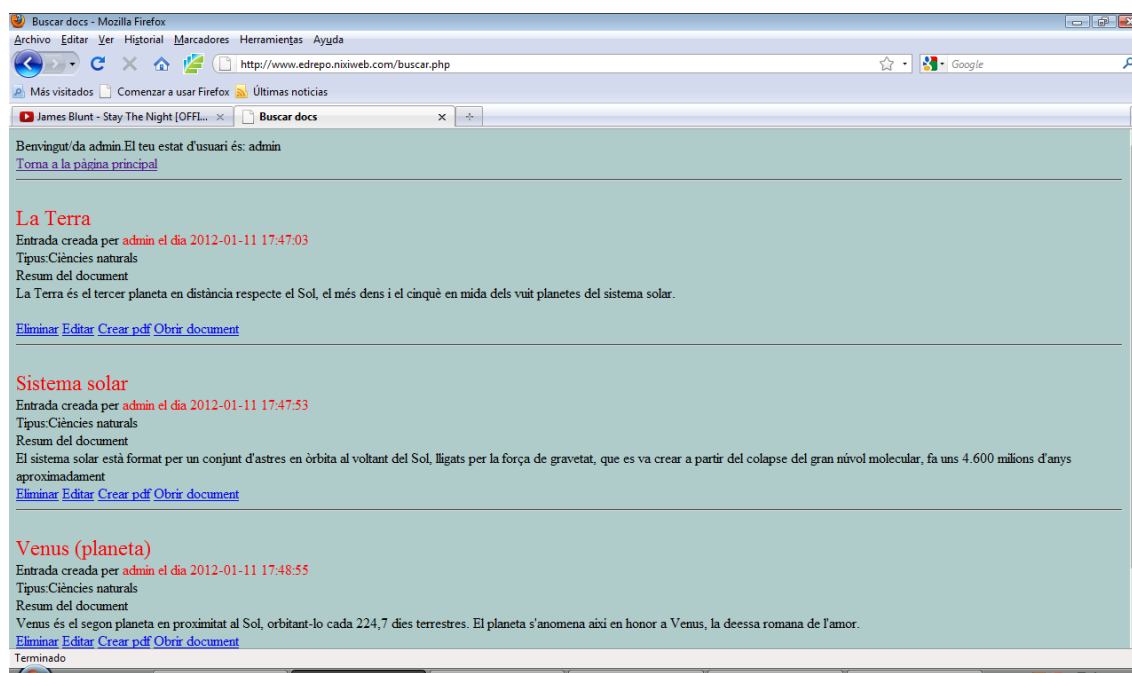 Buscar docs - Mozilla Firefox
Archivo Editar Ver Historial Marcadores Herramientas Ayuda
http://www.edrepo.nixiweb.com/buscar.php Google
Más visitados Comenzar a usar Firefox Últimas noticias
James Blunt - Stay The Night [OFFI... Buscar docs
Benvingut/da admin.El teu estat d'usuari és: admin
Torna a la pàgina principal
La Terra
Entrada creada per admin el dia 2012-01-11 17:47:03
Tipus:Ciències naturals
Resum del document
La Terra és el tercer planeta en distància respecte el Sol, el més dens i el cinquè en mida dels vuit planetes del sistema solar.
Eliminar Editar Crear pdf Obrir document
Sistema solar
Entrada creada per admin el dia 2012-01-11 17:47:53
Tipus:Ciències naturals
Resum del document
El sistema solar està format per un conjunt d'astres en òrbita al voltant del Sol, lligats per la força de gravetat, que es va crear a partir del colapse del gran núvol molecular, fa uns 4.600 milions d'anys
aproximadament
Eliminar Editar Crear pdf Obrir document
Venus (planeta)
Entrada creada per admin el dia 2012-01-11 17:48:55
Tipus:Ciències naturals
Resum del document
Venus és el segon planeta en proximitat al Sol, orbitant-lo cada 224,7 dies terrestres. El planeta s'anomena així en honor a Venus, la deessa romana de l'amor.
Eliminar Editar Crear pdf Obrir document
Terminado